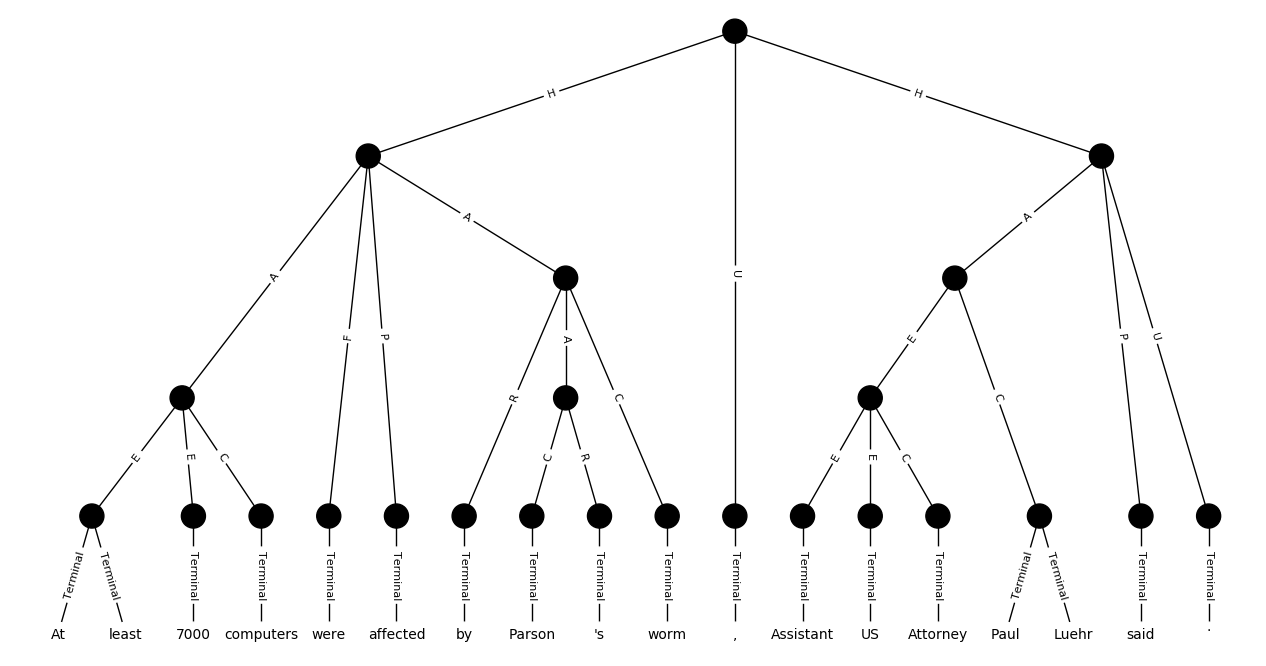 H H
A A U A
F P P U
R A C E C
E E C C R E E C
Terminal Terminal Terminal Terminal Terminal Terminal Terminal Terminal Terminal Terminal Terminal Terminal Terminal Terminal Terminal Terminal Terminal Terminal
At least 7000 computers were affected by Parson 's worm , Assistant US Attorney Paul Luehr said .